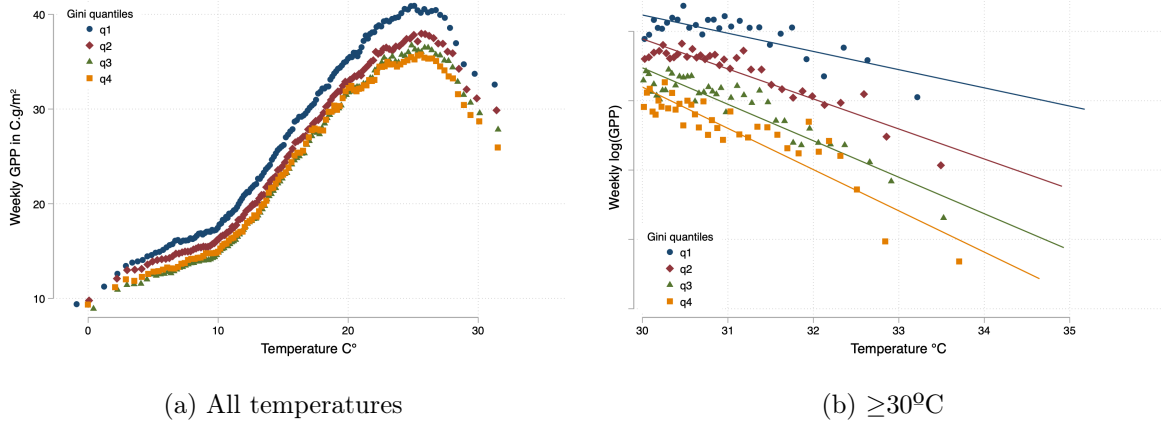 Gini quantiles
q1
q2
q3
q4
Weekly GPP in C.g/m²
40
30
20
10
0
10
20
30
Temperature C°
(a) All temperatures
Weekly log(GPP)
Gini quantiles
q1
q2
q3
q4
30
31
32
33
34
35
Temperature °C
(b) ≥30ºC